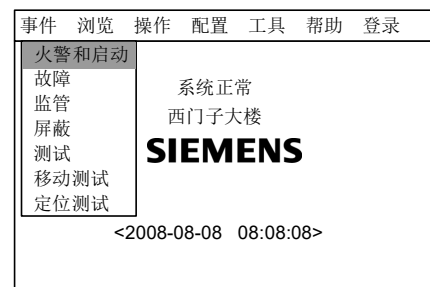 事件 浏览 操作 配置 工具 帮助 登录
火警和启动
故障
监管
屏蔽
测试
移动测试
定位测试
系统正常
西门子大楼
SIEMENS
<2008-08-08 08:08:08>